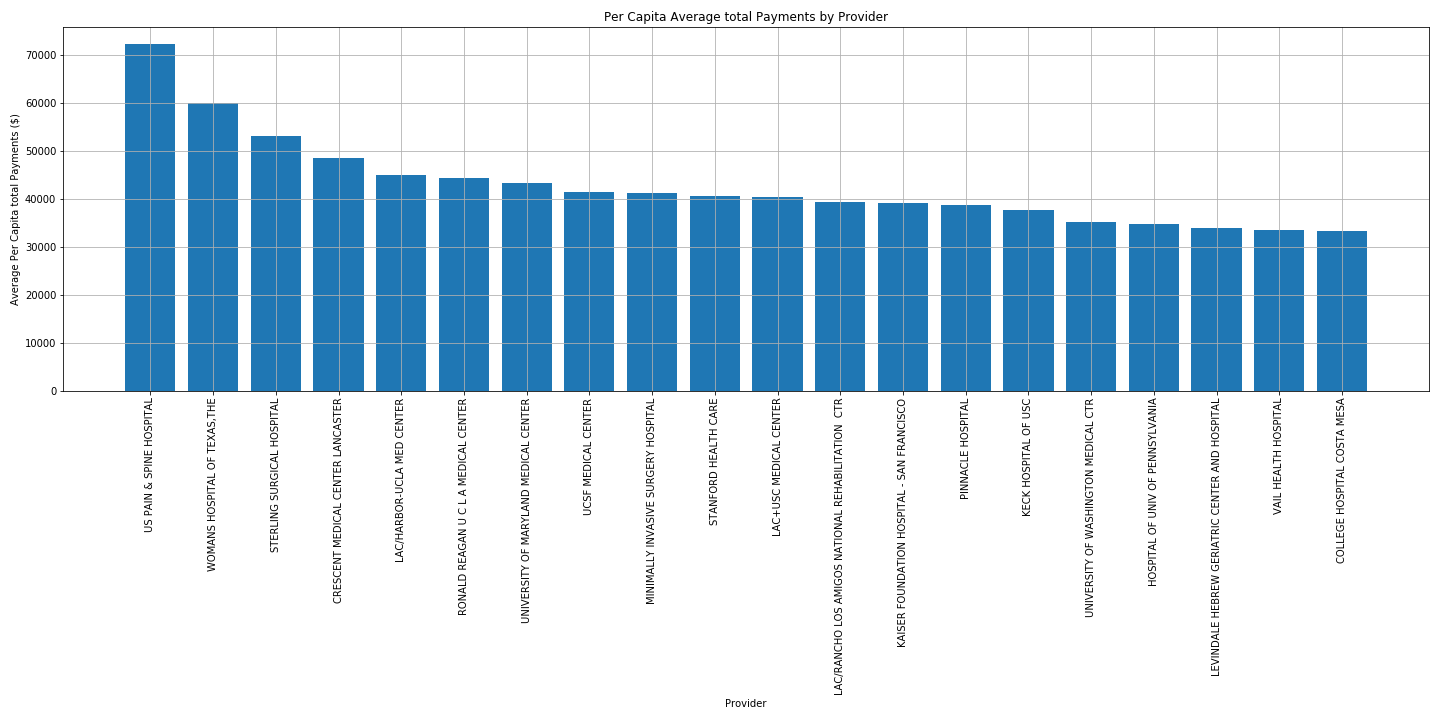 Per Capita Average total Payments by Provider
Average Per Capita total Payments ($)
70000
60000
50000
40000
30000
20000
10000
0
US PAIN & SPINE HOSPITAL
WOMANS HOSPITAL OF TEXAS,THE
STERLING SURGICAL HOSPITAL
CRESCENT MEDICAL CENTER LANCASTER
LAC/HARBOR-UCLA MED CENTER
RONALD REAGAN U C L A MEDICAL CENTER
UNIVERSITY OF MARYLAND MEDICAL CENTER
UCSF MEDICAL CENTER
MINIMALLY INVASIVE SURGERY HOSPITAL
STANFORD HEALTH CARE
LAC+USC MEDICAL CENTER
LAC/RANCHO LOS AMIGOS NATIONAL REHABILITATION  CTR
KAISER FOUNDATION HOSPITAL - SAN FRANCISCO
PINNACLE HOSPITAL
KECK HOSPITAL OF USC
UNIVERSITY OF WASHINGTON MEDICAL CTR
HOSPITAL OF UNIV OF PENNSYLVANIA
LEVINDALE HEBREW GERIATRIC CENTER AND HOSPITAL
VAIL HEALTH HOSPITAL
COLLEGE HOSPITAL COSTA MESA
Provider